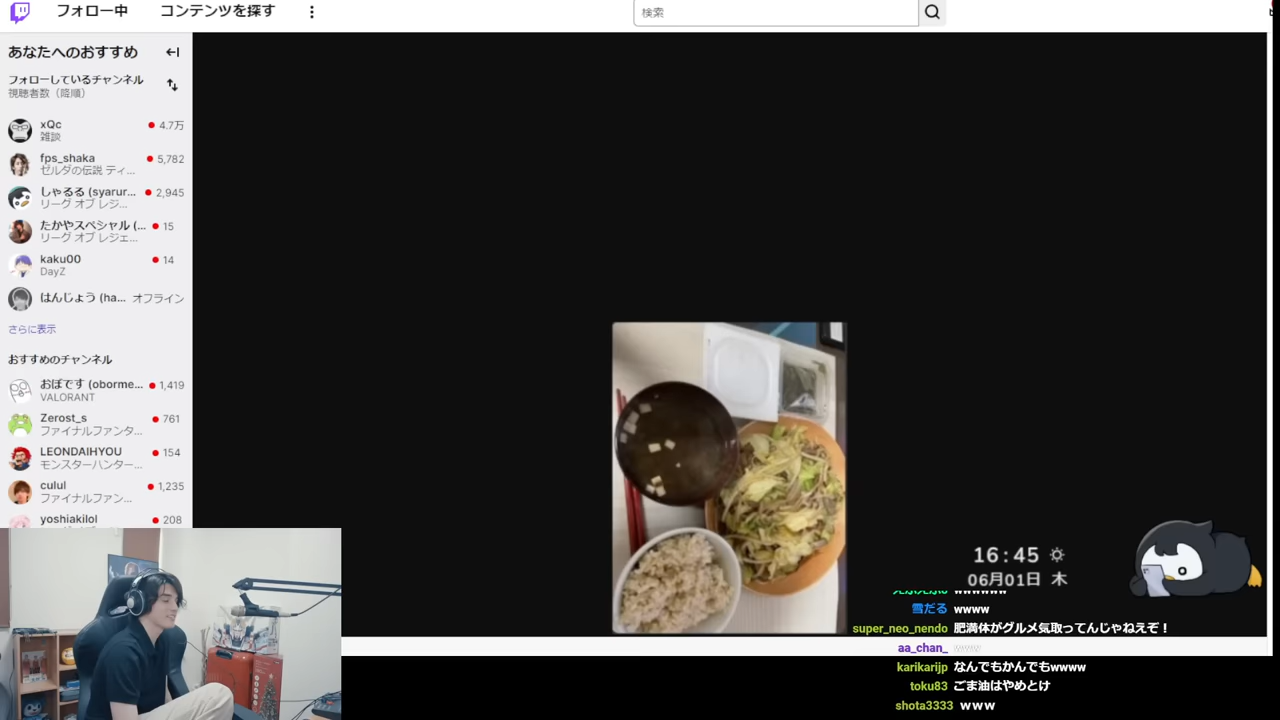 フォロー中
コンテンツを探す
検索
あなたへのおすすめ
フォローしているチャンネル
視聴者数（降順）
xQc
4.7万
雑談
fps_shaka
5,782
ゼルダの伝説 ティ...
しゃるる (syarur...
2,945
リーグ オブ レジ...
たかやスペシャル (...
15
リーグ オブ レジェ...
kaku00
14
DayZ
はんじょう (ha...
オフライン
さらに表示
おすすめのチャンネル
おぼです (oborme...
1,419
VALORANT
Zerost_s
761
ファイナルファンタ...
LEONDAIHYOU
154
モンスターハンター...
culul
1,235
ファイナルファン...
yoshiakilol
208
16:45
06月01日 木
wwwwww
雪だる wwww
super_neo_nendo 肥満体がグルメ気取ってんじゃねえぞ！
aa_chan_ wwww
karikarijp なんでもかんでもwwww
toku83 ごま油はやめとけ
shota3333 ｗｗｗ